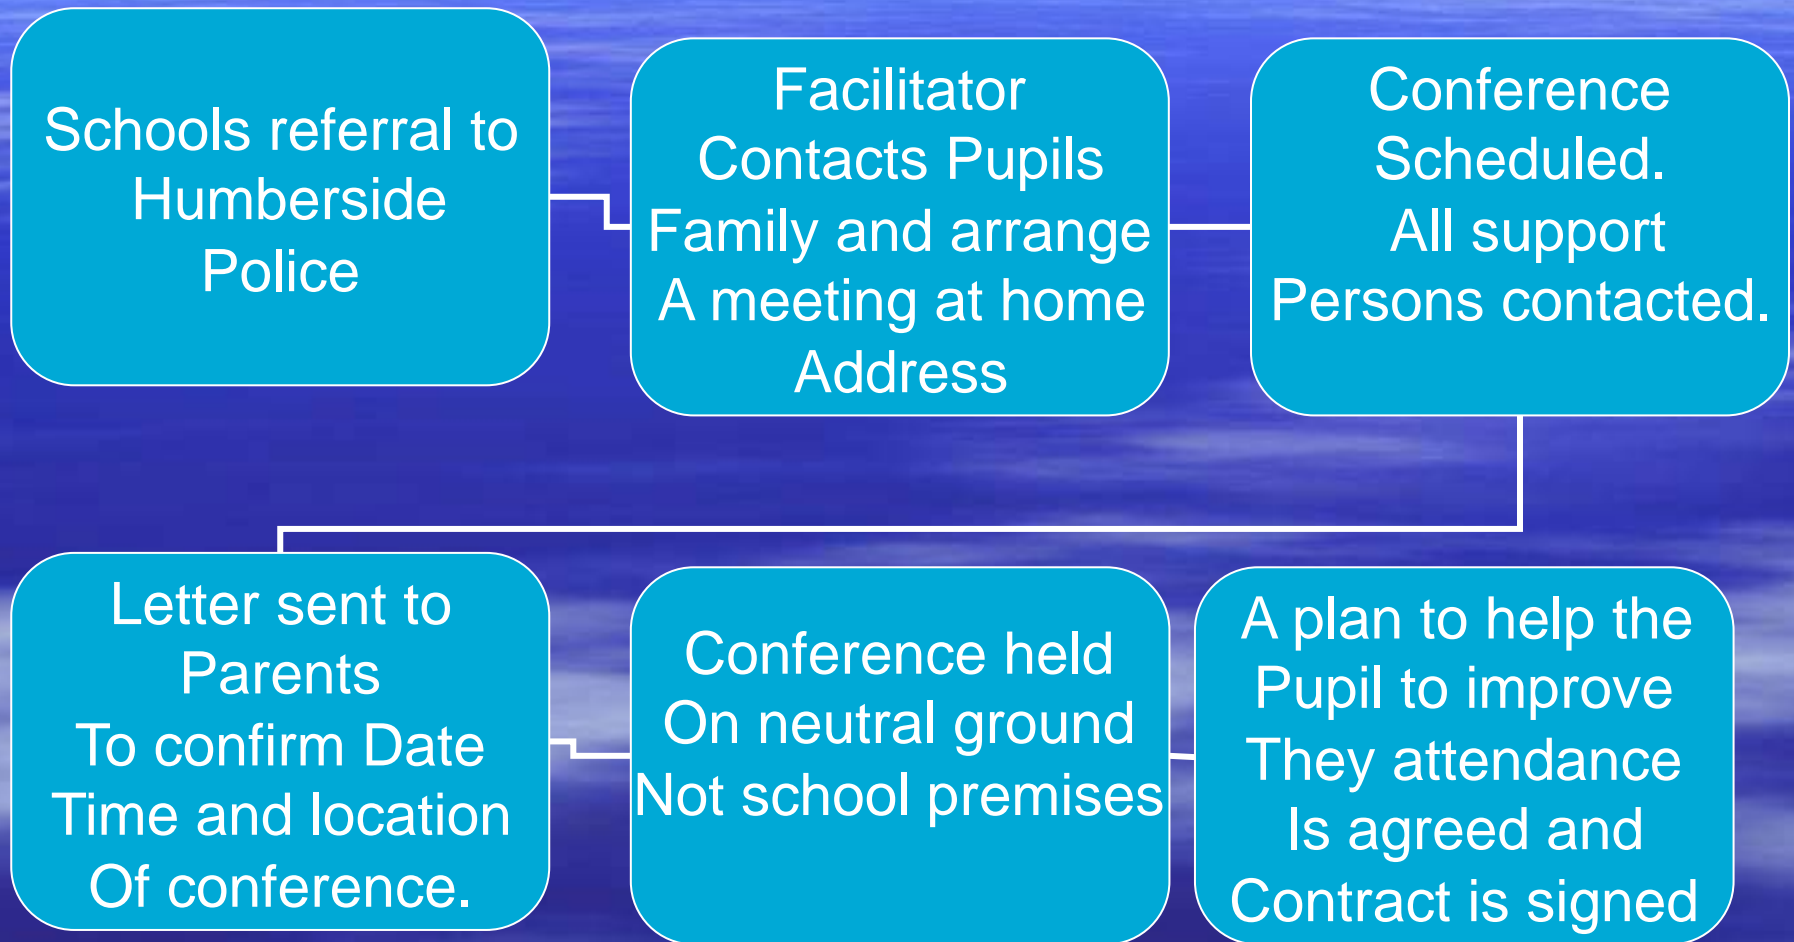 Schools referral to
Humberside
Police
Facilitator
Contacts Pupils
Family and arrange
A meeting at home
Address
Conference
Scheduled.
All support
Persons contacted.
Letter sent to
Parents
To confirm Date
Time and location
Of conference.
Conference held
On neutral ground
Not school premises
A plan to help the
Pupil to improve
They attendance
Is agreed and
Contract is signed